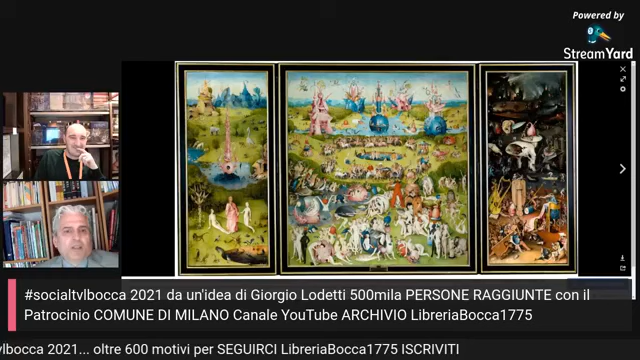 Powered by
StreamYard
#socialtvlbocca 2021 da un'idea di Giorgio Lodetti 500mila PERSONE RAGGIUNTE con il
Patrocinio COMUNE DI MILANO Canale YouTube ARCHIVIO LibreriaBocca1775
vlbocca 2021... oltre 600 motivi per SEGUIRCI LibreriaBocca1775 ISCRIVITI